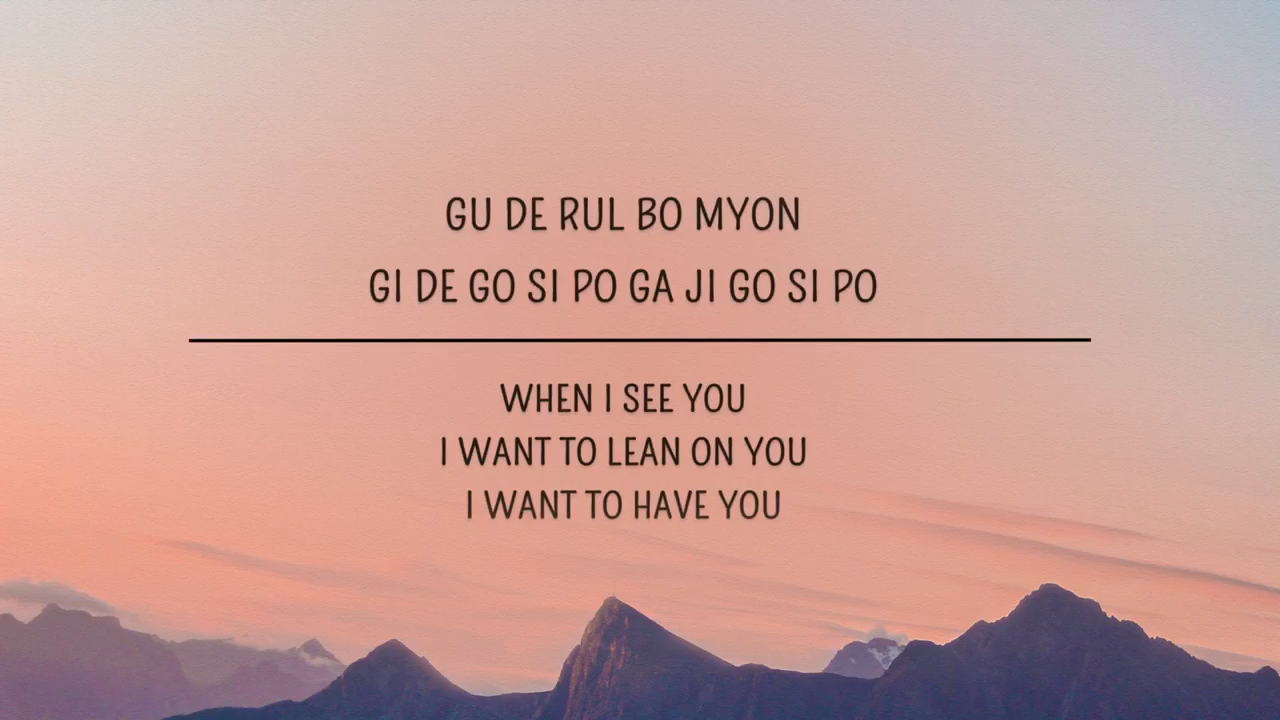 GU DE RUL BO MYON
GI DE GO SI PO GA JI GO SI PO
WHEN I SEE YOU
I WANT TO LEAN ON YOU
I WANT TO HAVE YOU